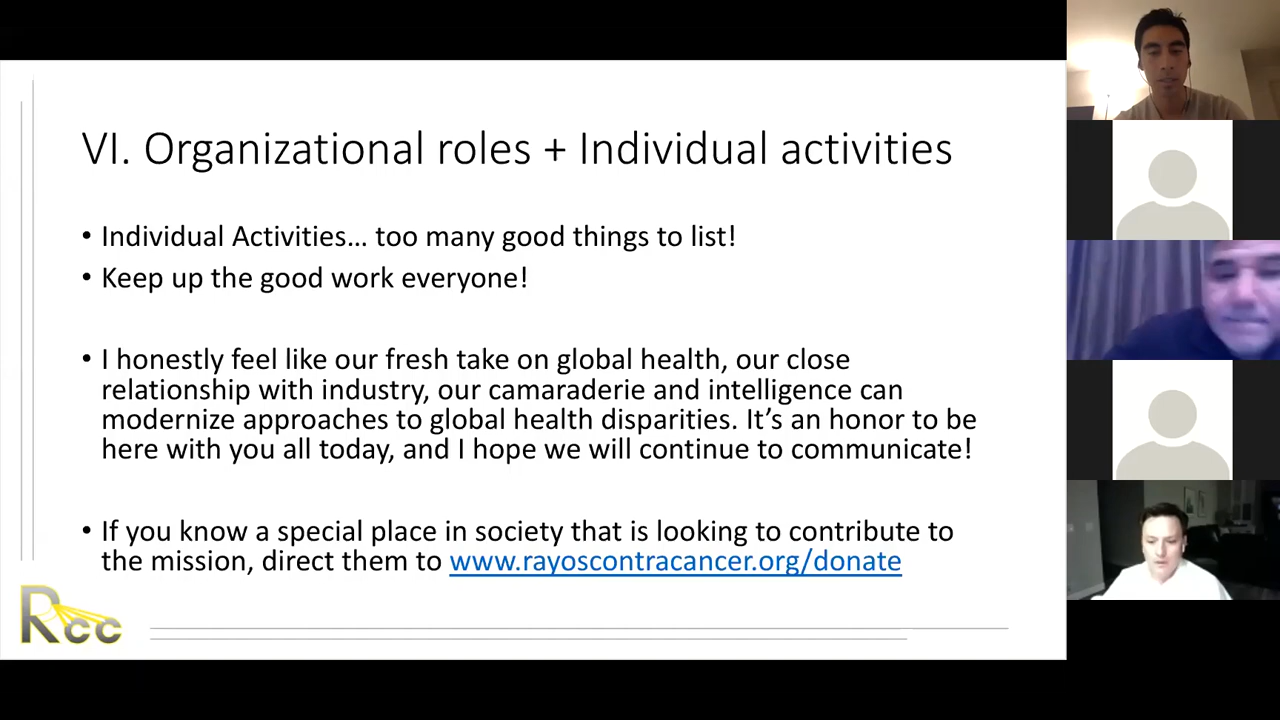 VI. Organizational roles + Individual activities
• Individual Activities… too many good things to list!
• Keep up the good work everyone!
• I honestly feel like our fresh take on global health, our close
relationship with industry, our camaraderie and intelligence can
modernize approaches to global health disparities. It’s an honor to be
here with you all today, and I hope we will continue to communicate!
• If you know a special place in society that is looking to contribute to
the mission, direct them to www.rayoscontracancer.org/donate
Rcc